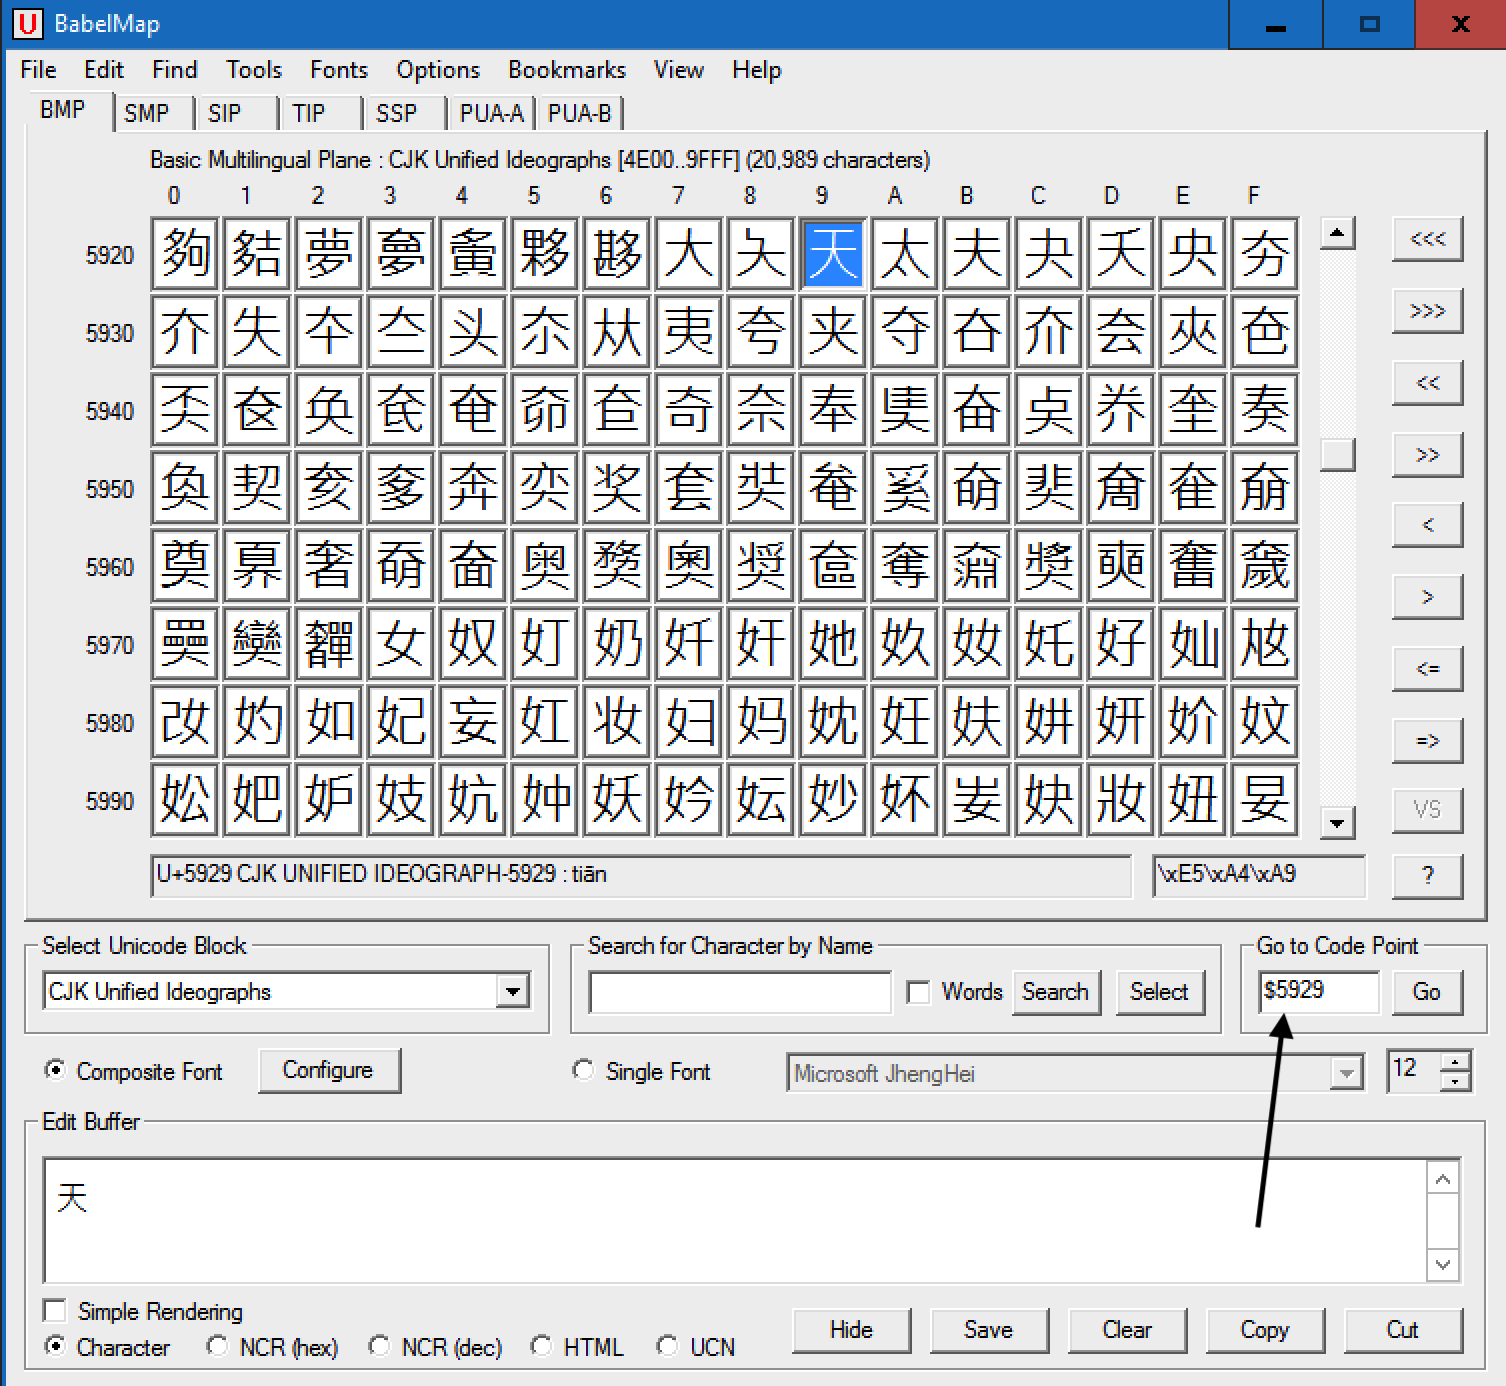 BabelMap
File Edit Find Tools Fonts Options Bookmarks View Help
BMP SMP SIP TIP SSP PUA-A PUA-B
Basic Multilingual Plane : CJK Unified Ideographs [4E00..9FFF] (20,989 characters)
0 1 2 3 4 5 6 7 8 9 A B C D E F
5920 夠 夡 夢 夣 夤 夥 夦 大 夨 天 太 夫 夬 夭 央 夯 <<<
5930 夰 失 夲 夳 头 夵 夶 夷 夸 夹 夺 夻 夼 夽 夾 夿 >>>
5940 奀 奁 奂 奃 奄 奅 奆 奇 奈 奉 奊 奋 奌 奍 奎 奏 <<
5950 奐 契 奒 奓 奔 奕 奖 套 奘 奙 奚 奛 奜 奝 奞 奟 >>
5960 奠 奡 奢 奣 奤 奥 奦 奧 奨 奩 奪 奫 奬 奭 奮 奯 <
5970 奰 奱 奲 女 奴 奵 奶 奷 奸 她 奺 奻 奼 好 奾 奿 >
5980 妀 妁 如 妃 妄 妅 妆 妇 妈 妉 妊 妋 妌 妍 妎 妏 <= =>
5990 妐 妑 妒 妓 妔 妕 妖 妗 妘 妙 妚 妛 妜 妝 妞 妟 VS
U+5929 CJK UNIFIED IDEOGRAPH-5929 : tiān \xE5\xA4\xA9 ?
Select Unicode Block Search for Character by Name Go to Code Point
CJK Unified Ideographs Words Search Select $5929 Go
Composite Font Configure Single Font Microsoft JhengHei 12
Edit Buffer
天
Simple Rendering
Character NCR (hex) NCR (dec) HTML UCN Hide Save Clear Copy Cut